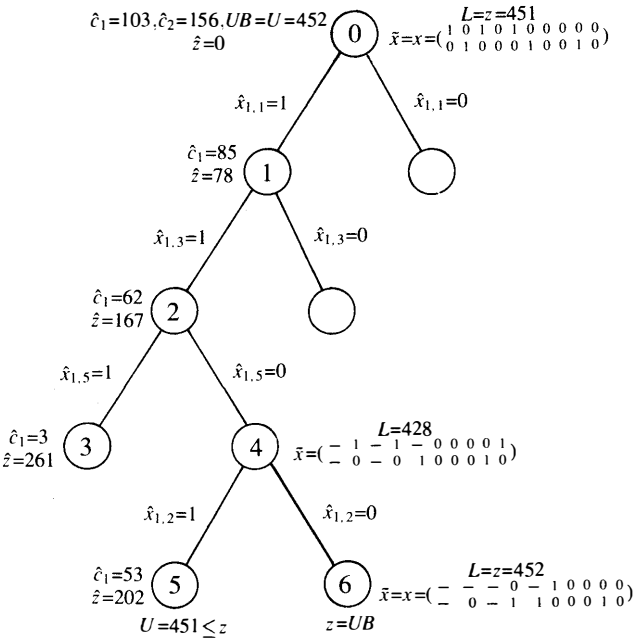 ĉ₁=103, ĉ₂=156, UB=U=452
ẑ=0
0
L=z=451
x̄=x=(
1 0 1 0 1 0 0 0 0 0
0 1 0 0 0 1 0 0 1 0
)
x̂₁,₁=1
x̂₁,₁=0
ĉ₁=85
ẑ=78
1
x̂₁,₃=1
x̂₁,₃=0
ĉ₁=62
ẑ=167
2
x̂₁,₅=1
x̂₁,₅=0
ĉ₁=3
ẑ=261
3
4
L=428
x̄=(
– 1 – 1 – 0 0 0 0 1
– 0 – 0 1 0 0 0 1 0
)
x̂₁,₂=1
x̂₁,₂=0
ĉ₁=53
ẑ=202
5
6
L=z=452
x̄=x=(
– – – 0 – 1 0 0 0 0
– 0 – 1 1 0 0 0 1 0
)
U=451≤z
z=UB